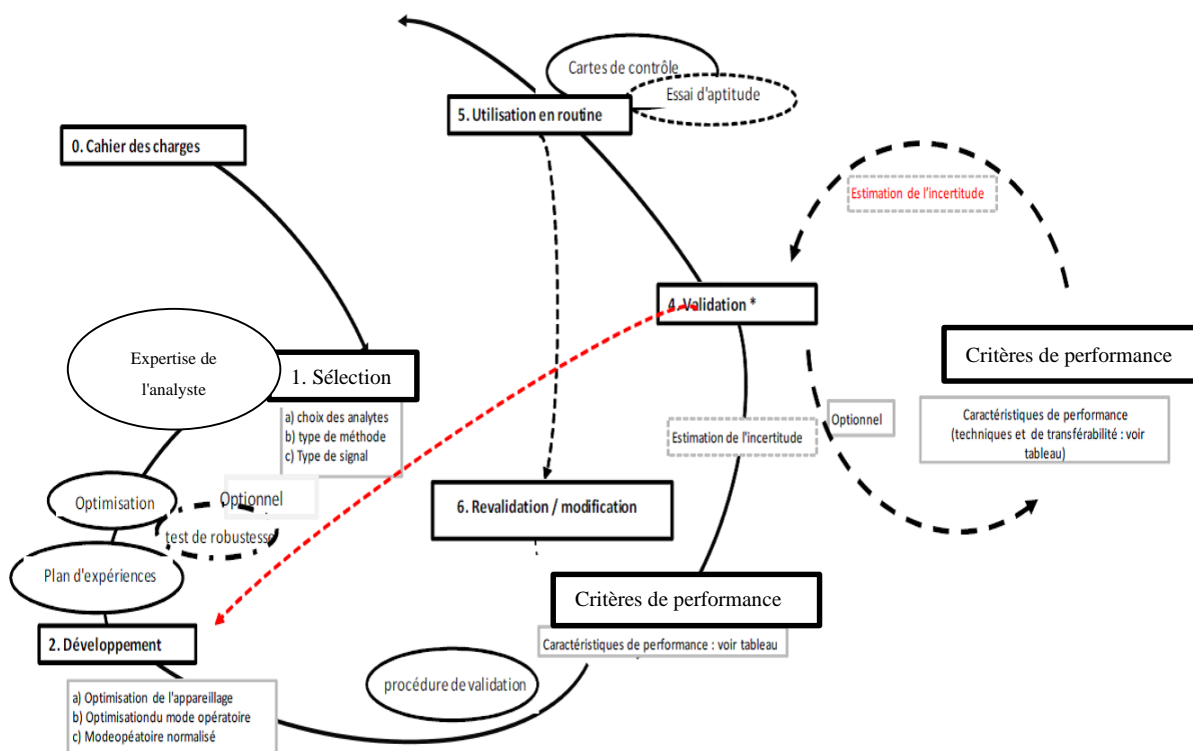 Cartes de contrôle
Essai d'aptitude
5. Utilisation en routine
0. Cahier des charges
Estimation de l'incertitude
4. Validation *
Expertise de
l'analyste
1. Sélection
a) choix des analytes
b) type de méthode
c) Type de signal
Critères de performance
Caractéristiques de performance
(techniques et de transférabilité : voir
tableau)
Optionnel
Estimation de l'incertitude
Optimisation
Optionnel
test de robustesse
6. Revalidation / modification
Plan d'expériences
Critères de performance
Caractéristiques de performance : voir tableau
2. Développement
procédure de validation
a) Optimisation de l'appareillage
b) Optimisationdu mode opératoire
c) Modeopéatoire normalisé